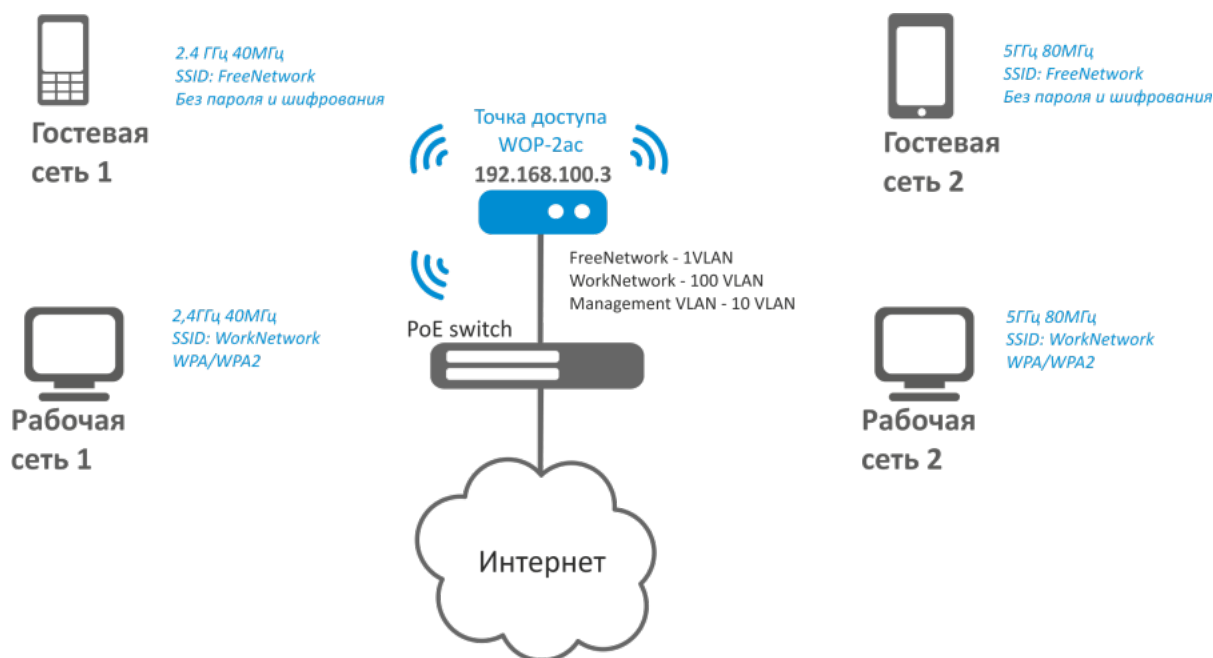 2.4 ГГц 40МГц
SSID: FreeNetwork
Без пароля и шифрования
Гостевая
сеть 1
Точка доступа
WOP-2ac
192.168.100.3
5ГГц 80МГц
SSID: FreeNetwork
Без пароля и шифрования
Гостевая
сеть 2
FreeNetwork - 1VLAN
WorkNetwork - 100 VLAN
Management VLAN - 10 VLAN
2,4ГГц 40МГц
SSID: WorkNetwork
WPA/WPA2
Рабочая
сеть 1
PoE switch
5ГГц 80МГц
SSID: WorkNetwork
WPA/WPA2
Рабочая
сеть 2
Интернет